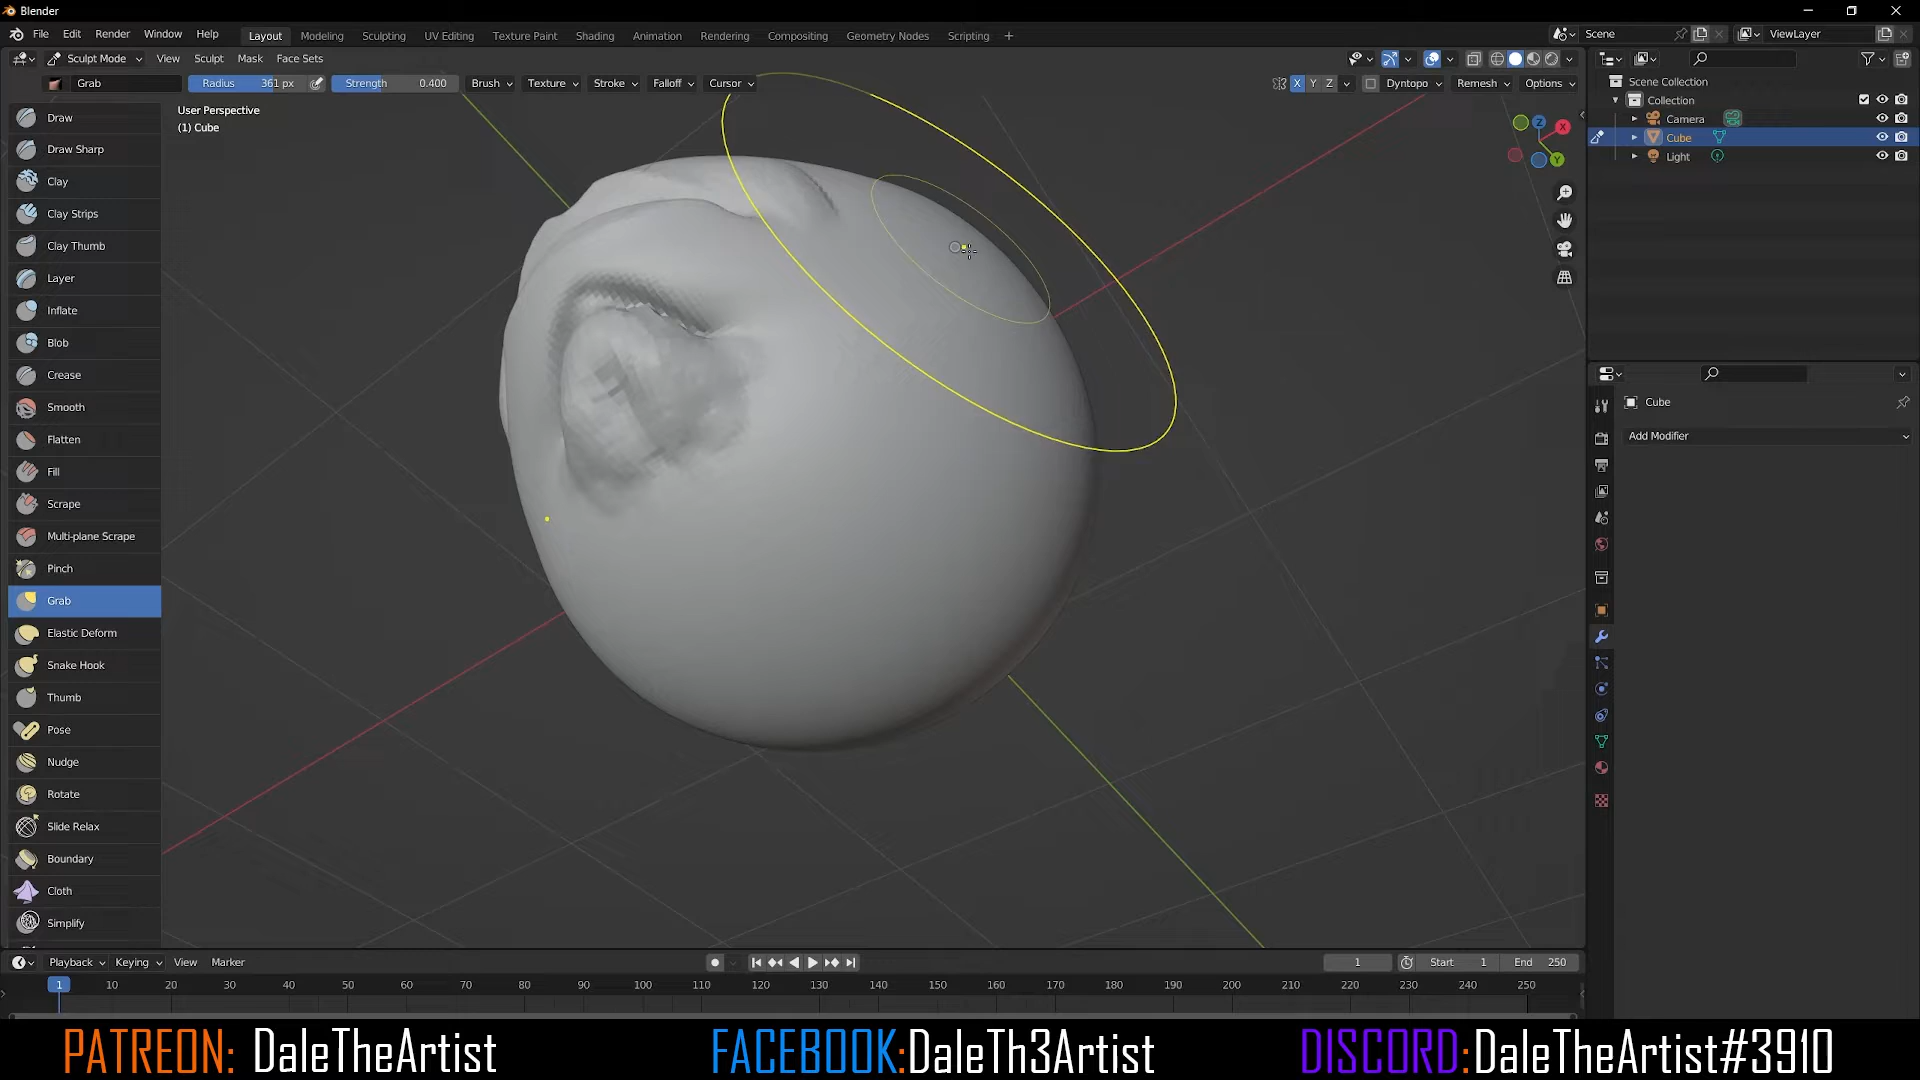 Blender
File Edit Render Window Help Layout Modeling Sculpting UV Editing Texture Paint Shading Animation Rendering Compositing Geometry Nodes Scripting + Scene ViewLayer
Sculpt Mode View Sculpt Mask Face Sets
Grab Radius 361 px Strength 0.400 Brush Texture Stroke Falloff Cursor X Y Z Dyntopo Remesh Options
User Perspective
(1) Cube
Draw
Draw Sharp
Clay
Clay Strips
Clay Thumb
Layer
Inflate
Blob
Crease
Smooth
Flatten
Fill
Scrape
Multi-plane Scrape
Pinch
Grab
Elastic Deform
Snake Hook
Thumb
Pose
Nudge
Rotate
Slide Relax
Boundary
Cloth
Simplify
Z
X
Y
Scene Collection
Collection
Camera
Cube
Light
Cube
Add Modifier
Playback Keying View Marker 1 Start 1 End 250
1 10 20 30 40 50 60 70 80 90 100 110 120 130 140 150 160 170 180 190 200 210 220 230 240 250
PATREON: DaleTheArtist FACEBOOK:DaleTh3Artist DISCORD:DaleTheArtist#3910